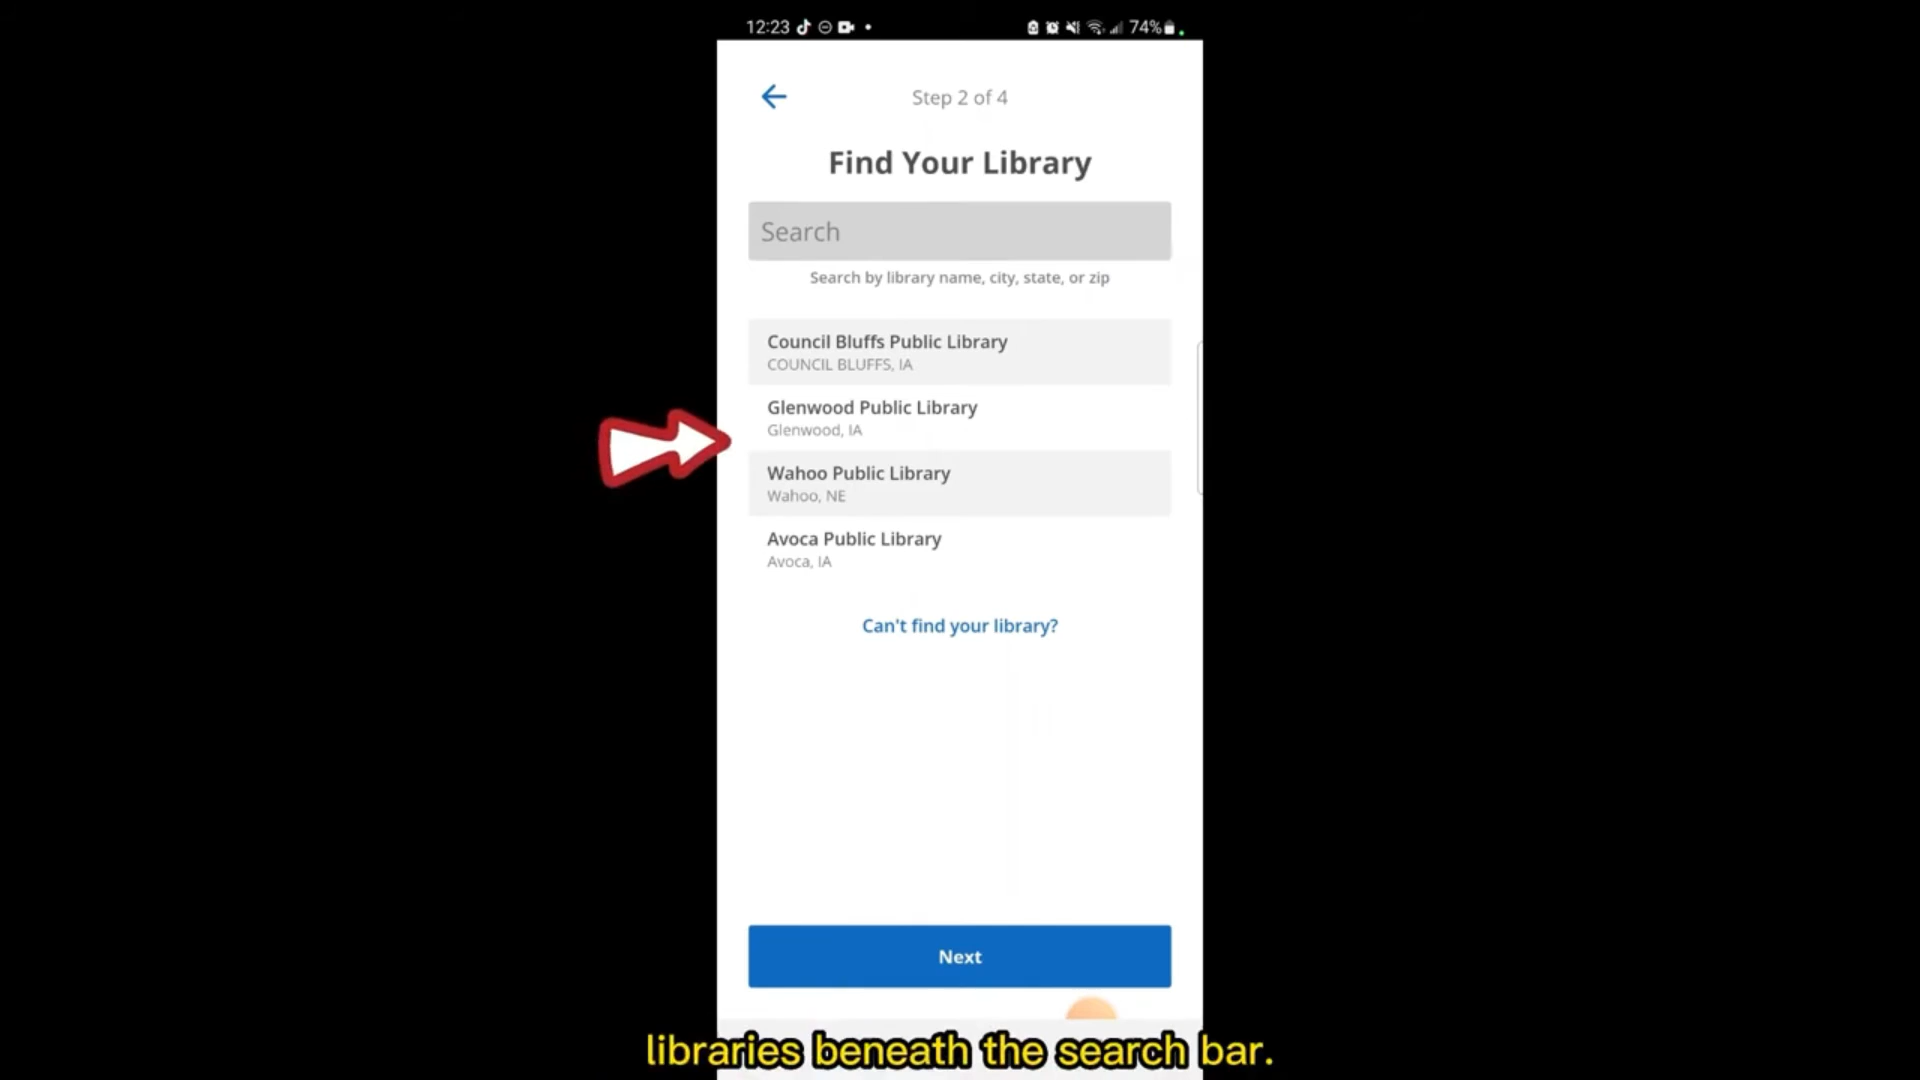 12:23
74%
Step 2 of 4
Find Your Library
Search
Search by library name, city, state, or zip
Council Bluffs Public Library
COUNCIL BLUFFS, IA
Glenwood Public Library
Glenwood, IA
Wahoo Public Library
Wahoo, NE
Avoca Public Library
Avoca, IA
Can't find your library?
Next
libraries beneath the search bar.